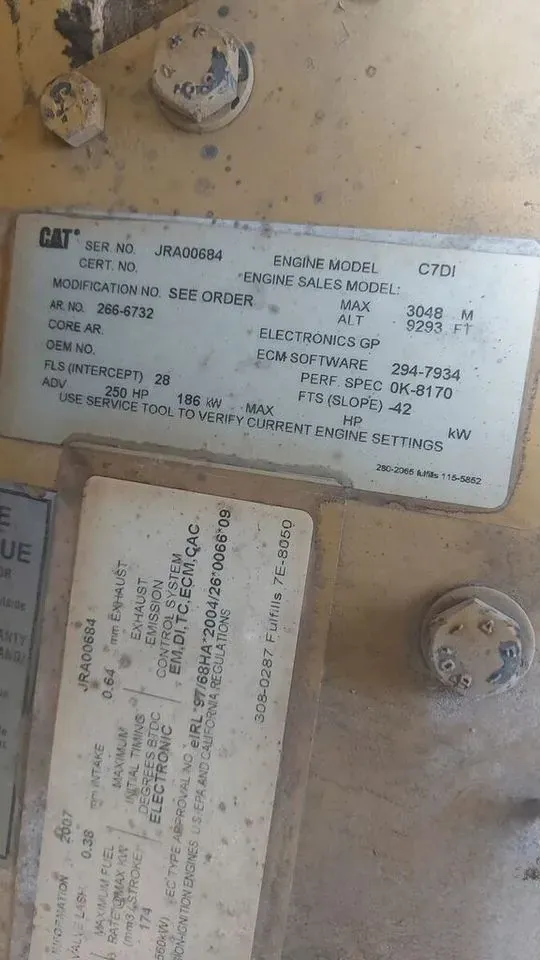 CAT SER. NO. JRA00684 ENGINE MODEL C7DI
CERT. NO. ENGINE SALES MODEL:
MODIFICATION NO. SEE ORDER MAX ALT 3048 M 9293 FT
AR. NO. 266-6732 ELECTRONICS GP
CORE AR. ECM SOFTWARE 294-7934
OEM NO. PERF. SPEC 0K-8170
FLS (INTERCEPT) 28 FTS (SLOPE) -42
ADV 250 HP 186 kW MAX HP kW
USE SERVICE TOOL TO VERIFY CURRENT ENGINE SETTINGS
280-2065 fulfills 115-5852
2007 JRA00684
VALVE LASH 0.38 mm INTAKE 0.64 mm EXHAUST
MAXIMUM FUEL RATE @ MAX KW (mm3/STROKE) 174
MAXIMUM INITIAL TIMING DEGREES BTDC ELECTRONIC
EXHAUST EMISSION CONTROL SYSTEM EM,DI,TC,ECM,CAC
EC TYPE APPROVAL NO e1RL*97/68HA*2004/26*0066*09
ENGINES U.S. EPA AND CALIFORNIA REGULATIONS
308-0287 Fulfills 7E-8050